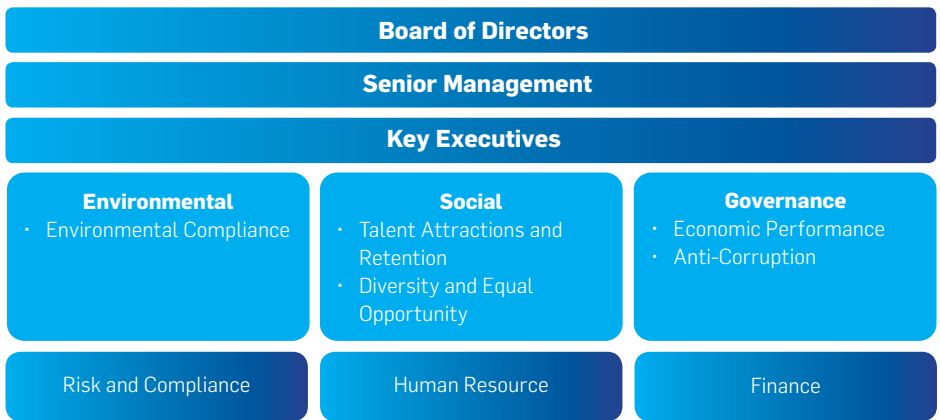 Board of Directors
Senior Management
Key Executives
Environmental
· Environmental Compliance
Social
· Talent Attractions and
Retention
· Diversity and Equal
Opportunity
Governance
· Economic Performance
· Anti-Corruption
Risk and Compliance
Human Resource
Finance